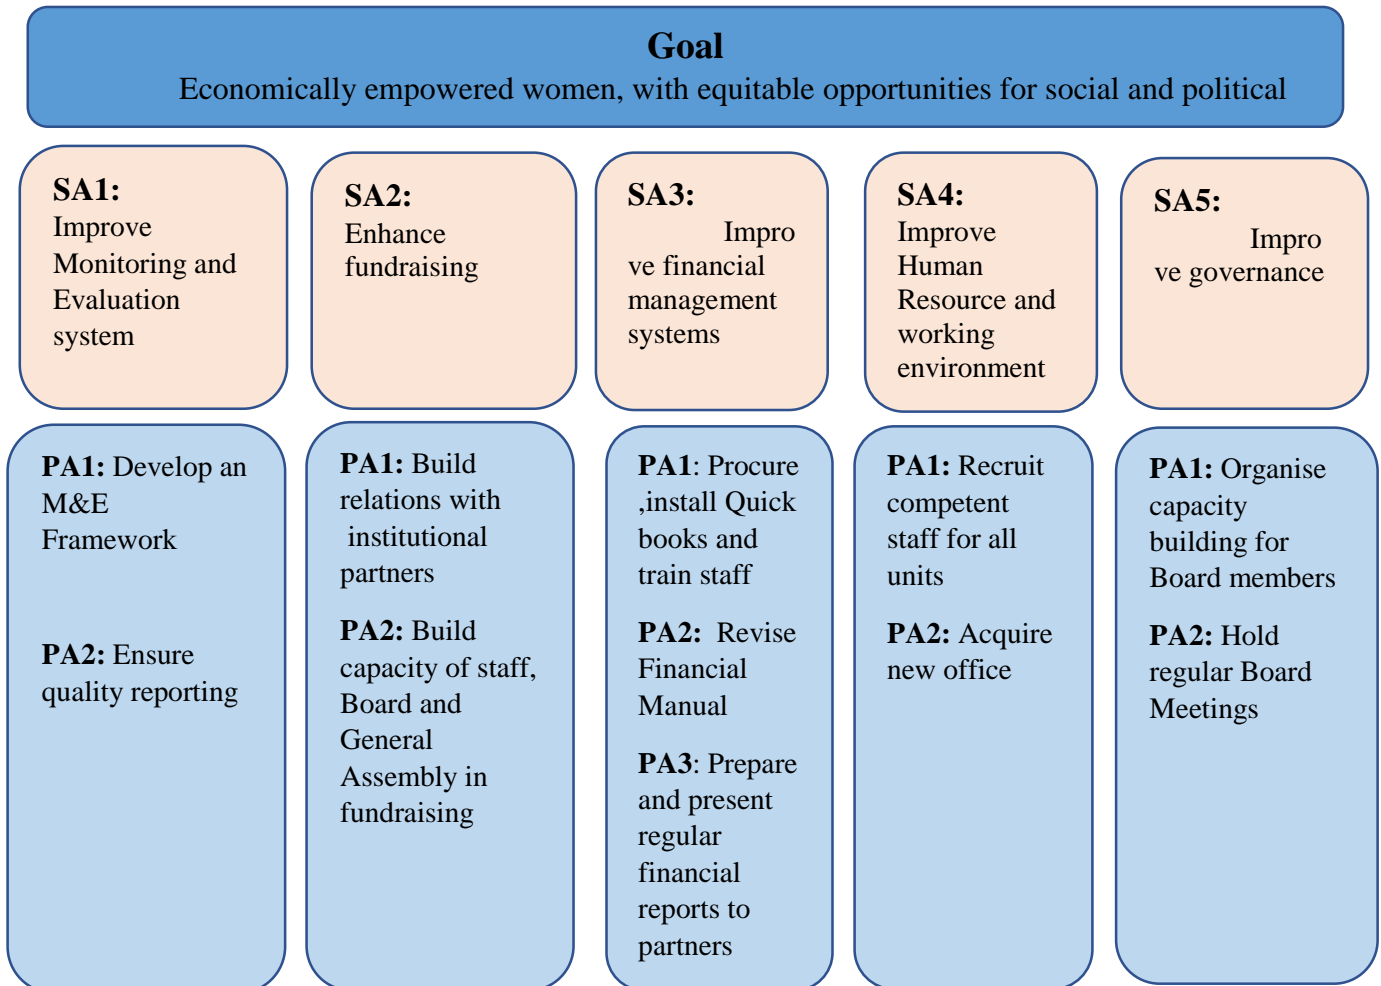 Goal
Economically empowered women, with equitable opportunities for social and political
SA1:
Improve
Monitoring and
Evaluation
system
SA2:
Enhance
fundraising
SA3:
Impro
ve financial
management
systems
SA4:
Improve
Human
Resource and
working
environment
SA5:
Impro
ve governance
PA1: Develop an
M&E
Framework
PA2: Ensure
quality reporting
PA1: Build
relations with
institutional
partners
PA2: Build
capacity of staff,
Board and
General
Assembly in
fundraising
PA1: Procure
,install Quick
books and
train staff
PA2: Revise
Financial
Manual
PA3: Prepare
and present
regular
financial
reports to
partners
PA1: Recruit
competent
staff for all
units
PA2: Acquire
new office
PA1: Organise
capacity
building for
Board members
PA2: Hold
regular Board
Meetings